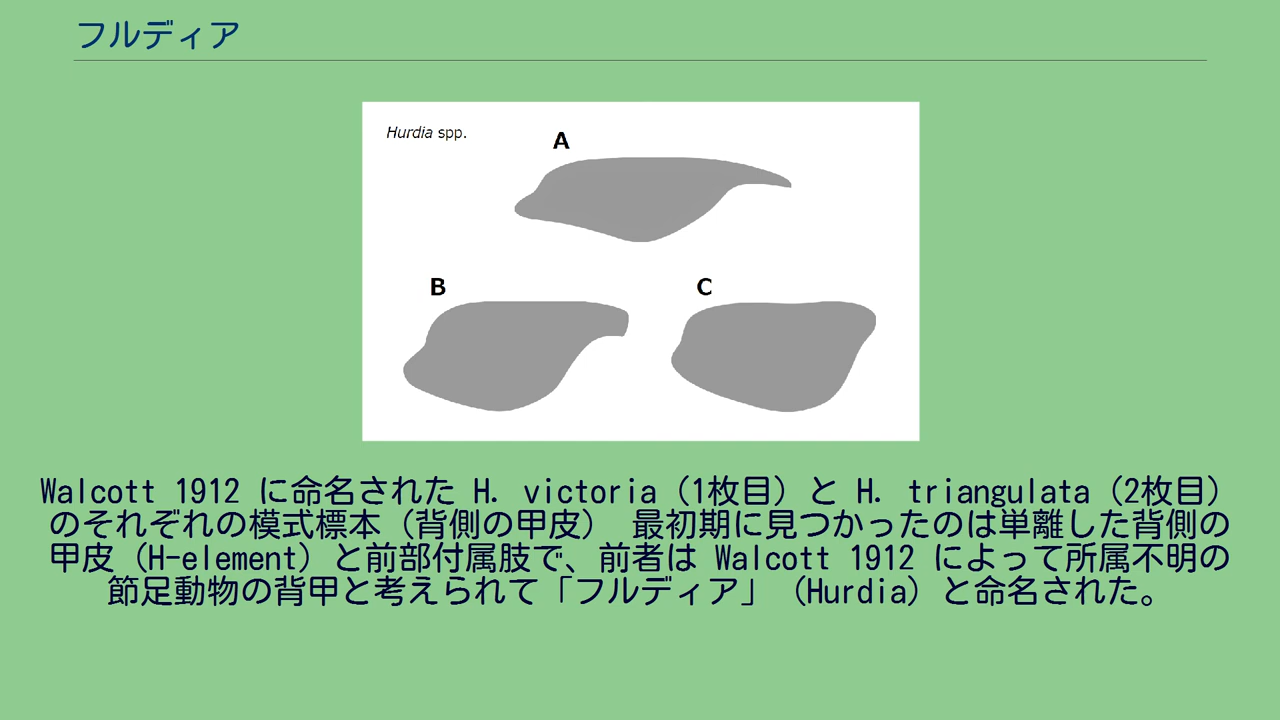 フルディア
Hurdia spp.
A
B
C
Walcott 1912 に命名された H. victoria（1枚目）と H. triangulata（2枚目）
のそれぞれの模式標本（背側の甲皮） 最初期に見つかったのは単離した背側の
甲皮（H-element）と前部付属肢で、前者は Walcott 1912 によって所属不明の
節足動物の背甲と考えられて「フルディア」（Hurdia）と命名された。